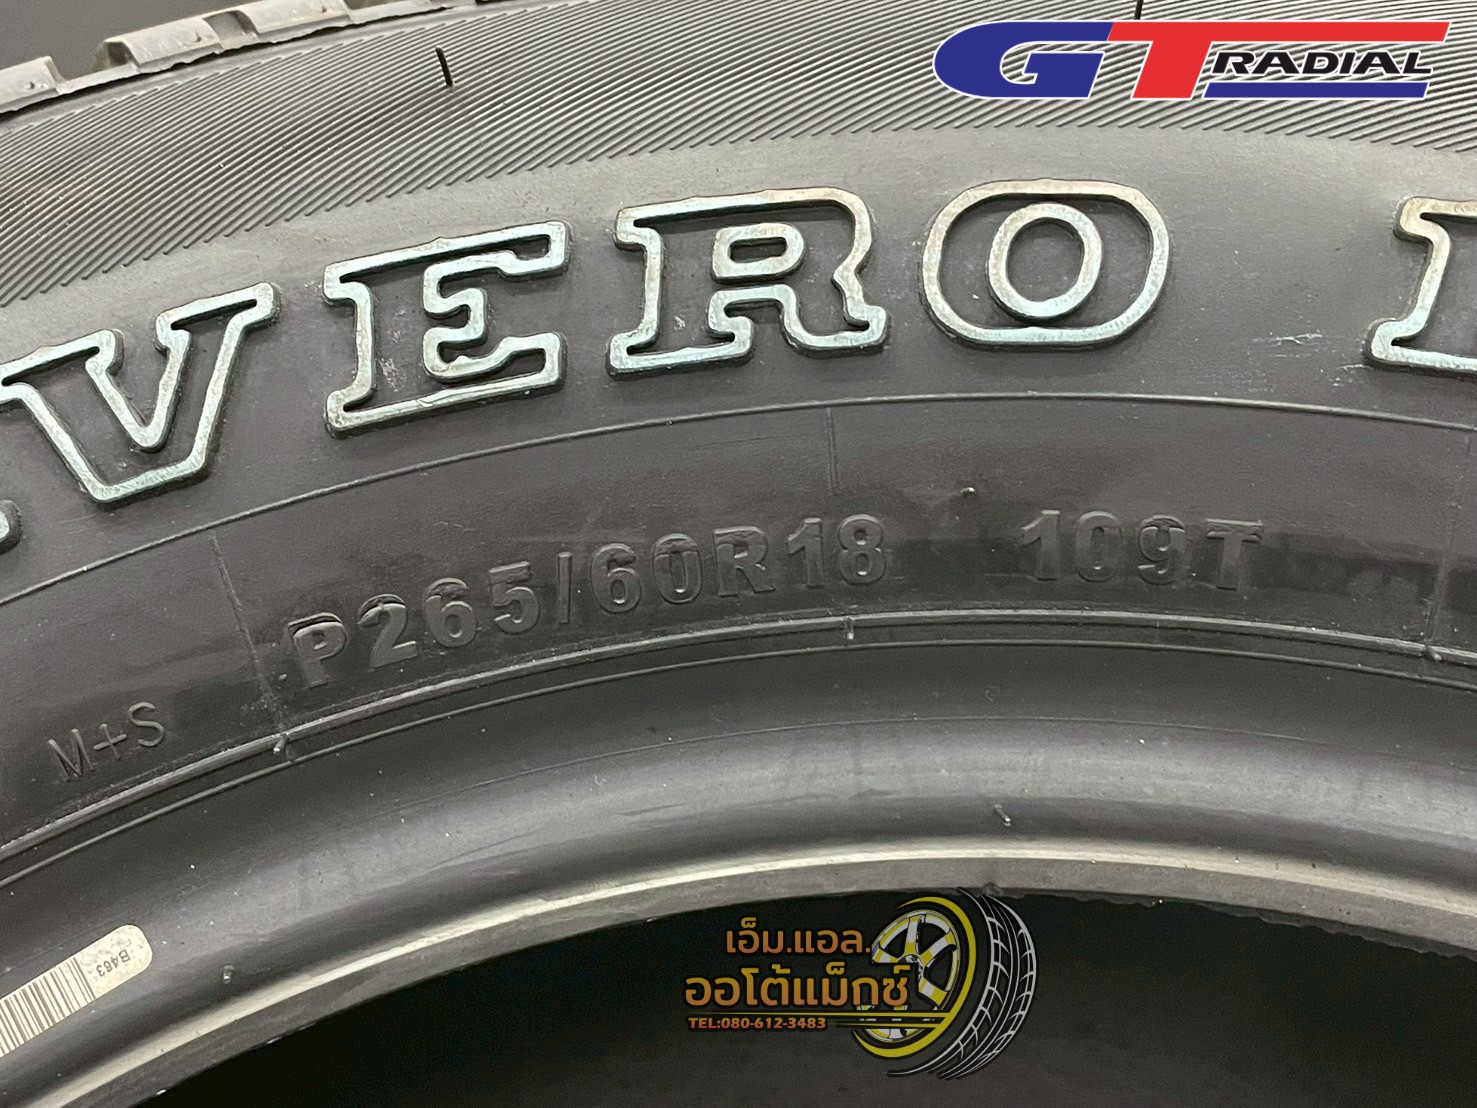 GT RADIAL
VERO
P265/60R18 109T
M+S
B463
เอ็ม.แอล.
ออโต้แม็กซ์
TEL:080-612-3483